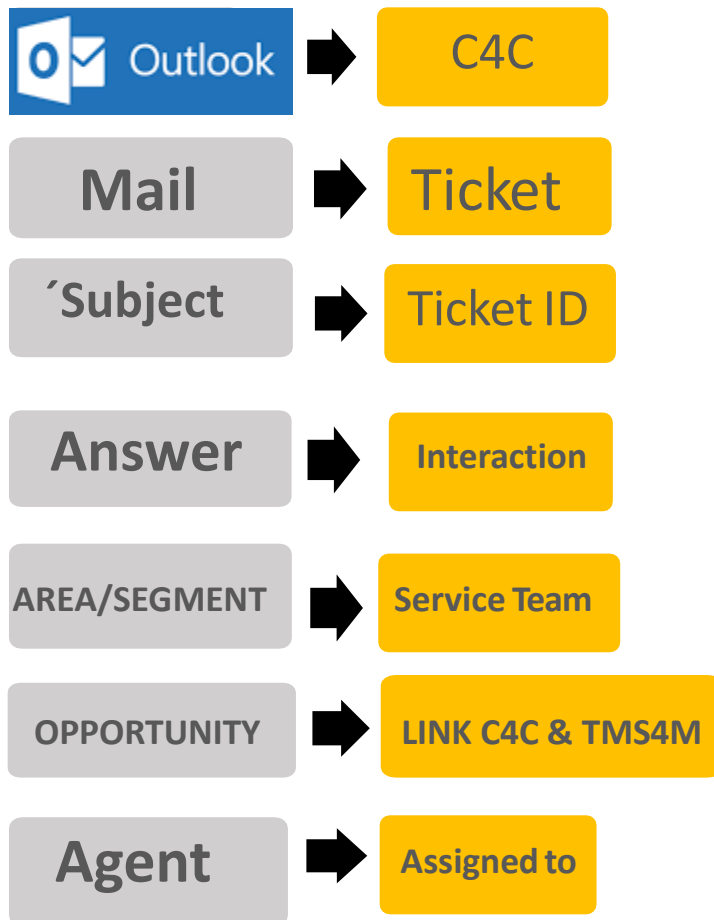 Outlook C4C
Mail Ticket
´Subject Ticket ID
Answer Interaction
AREA/SEGMENT Service Team
OPPORTUNITY LINK C4C & TMS4M
Agent Assigned to